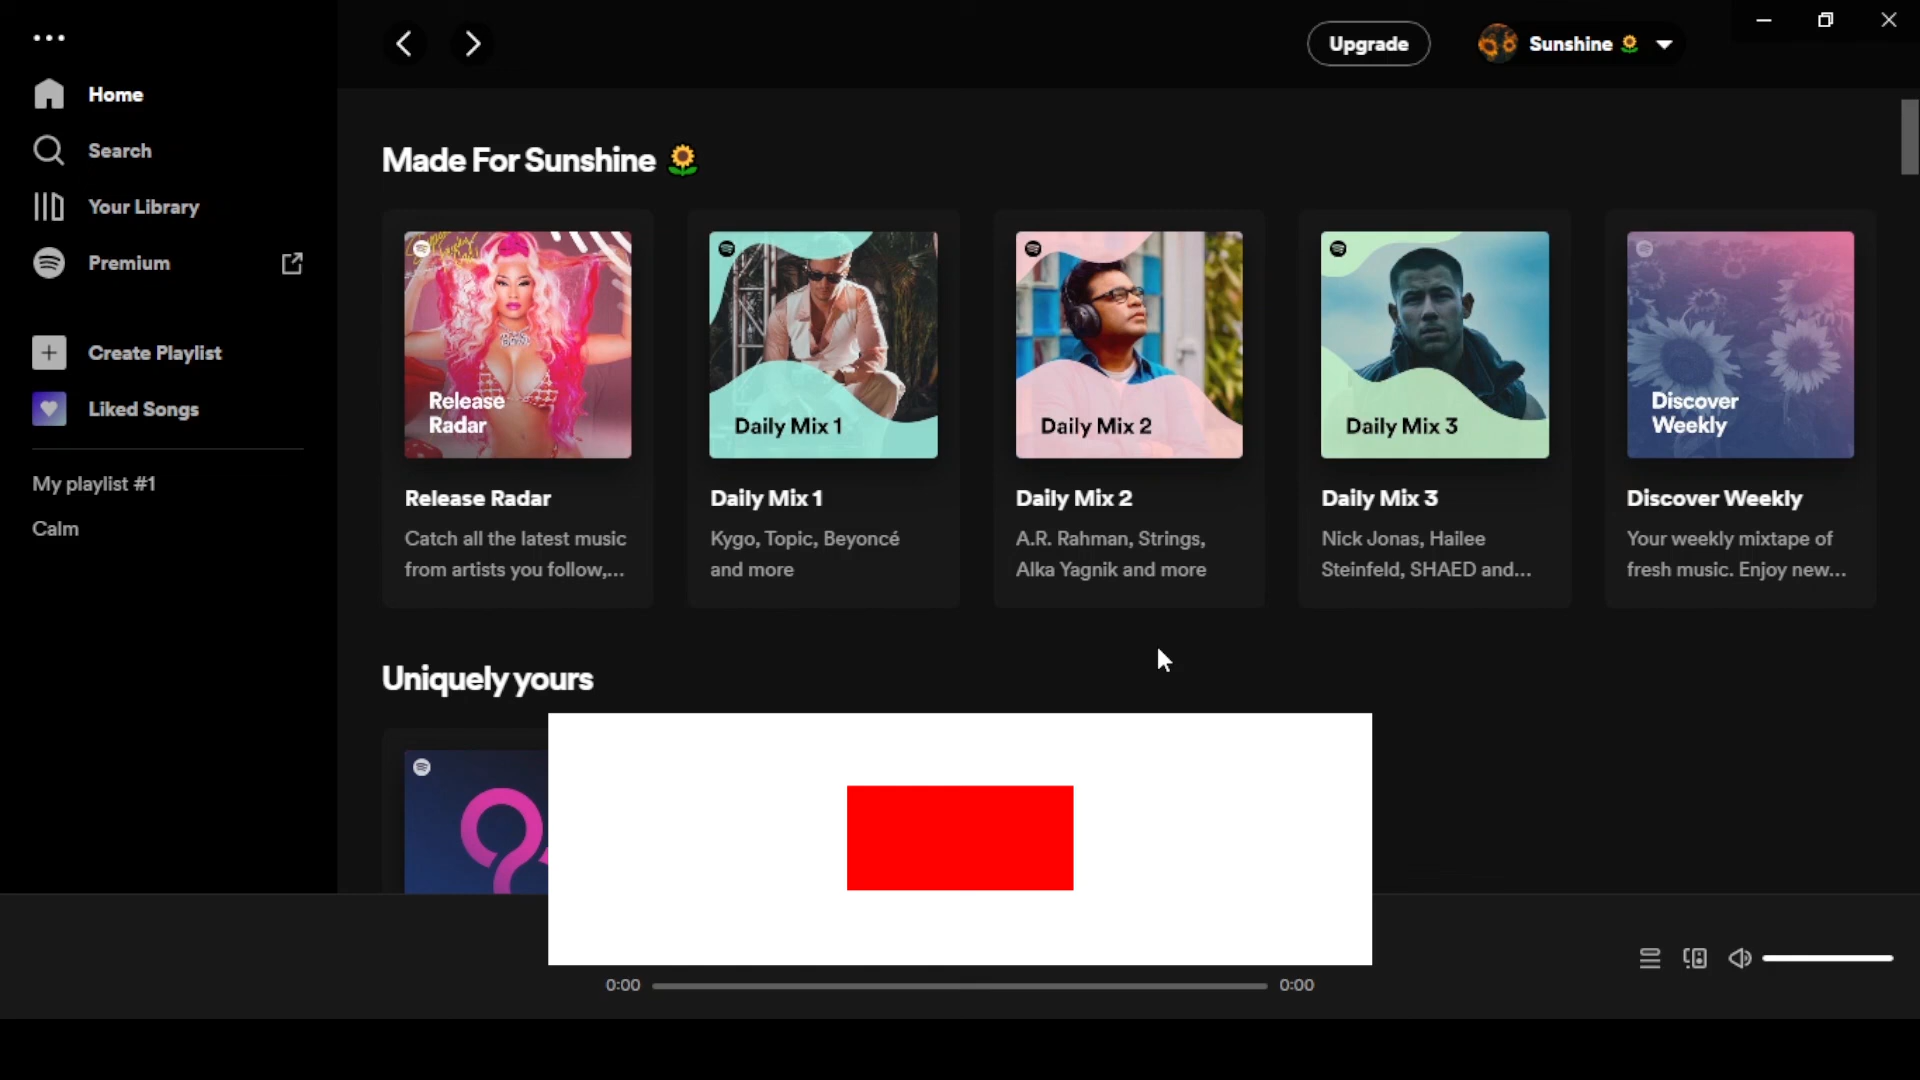 Home
Search
Your Library
Premium
Create Playlist
Liked Songs
My playlist #1
Calm
Upgrade
Sunshine 🌻
Made For Sunshine 🌻
Release
Radar
Release Radar
Catch all the latest music
from artists you follow,...
Daily Mix 1
Daily Mix 1
Kygo, Topic, Beyoncé
and more
Daily Mix 2
Daily Mix 2
A.R. Rahman, Strings,
Alka Yagnik and more
Daily Mix 3
Daily Mix 3
Nick Jonas, Hailee
Steinfeld, SHAED and...
Discover
Weekly
Discover Weekly
Your weekly mixtape of
fresh music. Enjoy new...
Uniquely yours
0:00
0:00